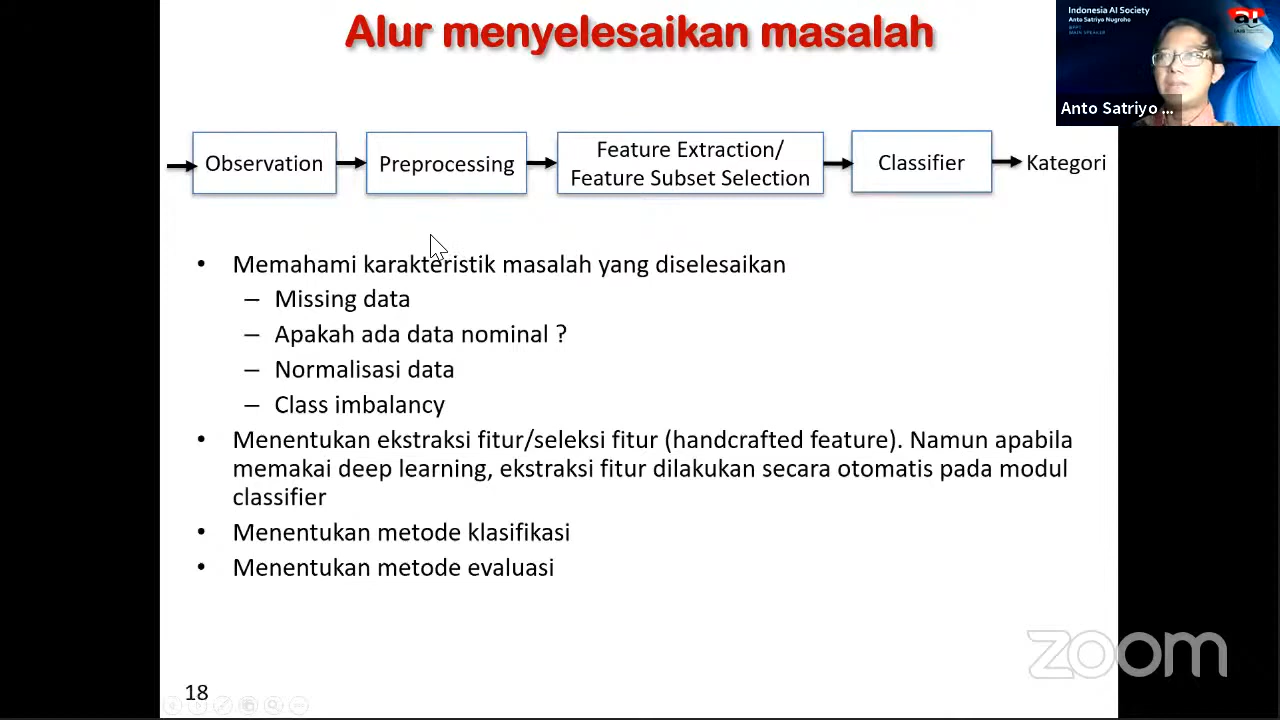 Alur menyelesaikan masalah
Indonesia AI Society
Anto Satriyo Nugroho
MAIN SPEAKER
Anto Satriyo ...
Observation
Preprocessing
Feature Extraction/
Feature Subset Selection
Classifier
Kategori
• Memahami karakteristik masalah yang diselesaikan
– Missing data
– Apakah ada data nominal ?
– Normalisasi data
– Class imbalancy
• Menentukan ekstraksi fitur/seleksi fitur (handcrafted feature). Namun apabila
memakai deep learning, ekstraksi fitur dilakukan secara otomatis pada modul
classifier
• Menentukan metode klasifikasi
• Menentukan metode evaluasi
zoom
18